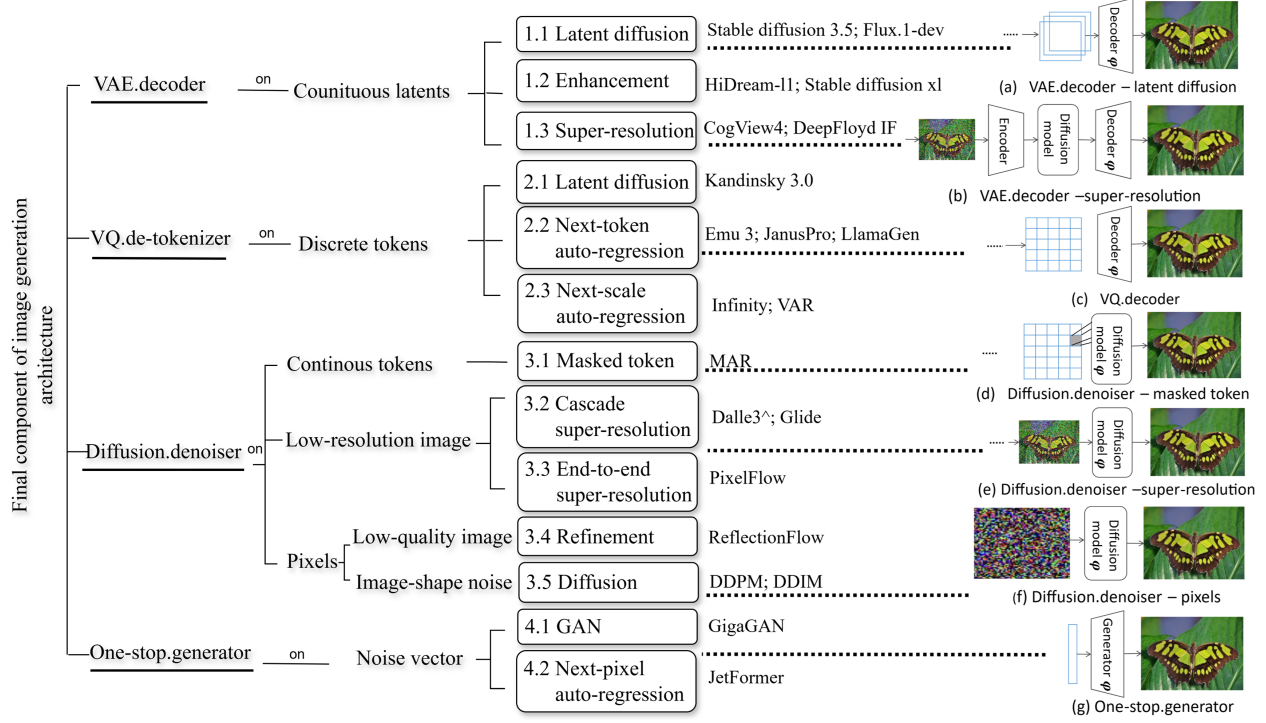 Final component of image generation
architecture
VAE.decoder
on
Counituous latents
1.1 Latent diffusion
Stable diffusion 3.5; Flux.1-dev
1.2 Enhancement
HiDream-l1; Stable diffusion xl
1.3 Super-resolution
CogView4; DeepFloyd IF
VQ.de-tokenizer
on
Discrete tokens
2.1 Latent diffusion
Kandinsky 3.0
2.2 Next-token
auto-regression
Emu 3; JanusPro; LlamaGen
2.3 Next-scale
auto-regression
Infinity; VAR
Diffusion.denoiser
on
Continous tokens
3.1 Masked token
MAR
Low-resolution image
3.2 Cascade
super-resolution
Dalle3^; Glide
3.3 End-to-end
super-resolution
PixelFlow
Pixels
Low-quality image
3.4 Refinement
ReflectionFlow
Image-shape noise
3.5 Diffusion
DDPM; DDIM
One-stop.generator
on
Noise vector
4.1 GAN
GigaGAN
4.2 Next-pixel
auto-regression
JetFormer
Decoder φ
(a) VAE.decoder – latent diffusion
Encoder
Diffusion
model
Decoder φ
(b) VAE.decoder –super-resolution
Decoder φ
(c) VQ.decoder
Diffusion
model φ
(d) Diffusion.denoiser – masked token
Diffusion
model φ
(e) Diffusion.denoiser –super-resolution
Diffusion
model φ
(f) Diffusion.denoiser – pixels
Generator φ
(g) One-stop.generator